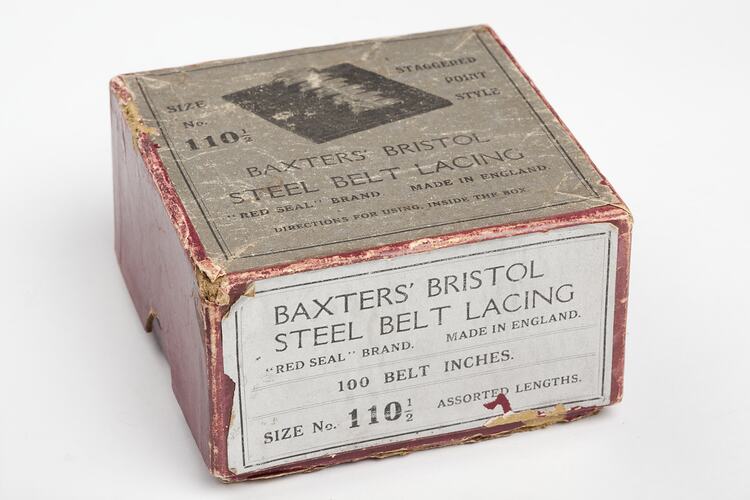 STAGGERED
POINT
STYLE
SIZE
No.
110½
BAXTERS' BRISTOL
STEEL BELT LACING
"RED SEAL" BRAND MADE IN ENGLAND
DIRECTIONS FOR USING, INSIDE THE BOX
BAXTERS' BRISTOL
STEEL BELT LACING
"RED SEAL" BRAND. MADE IN ENGLAND.
100 BELT INCHES.
SIZE No. 110½ ASSORTED LENGTHS.